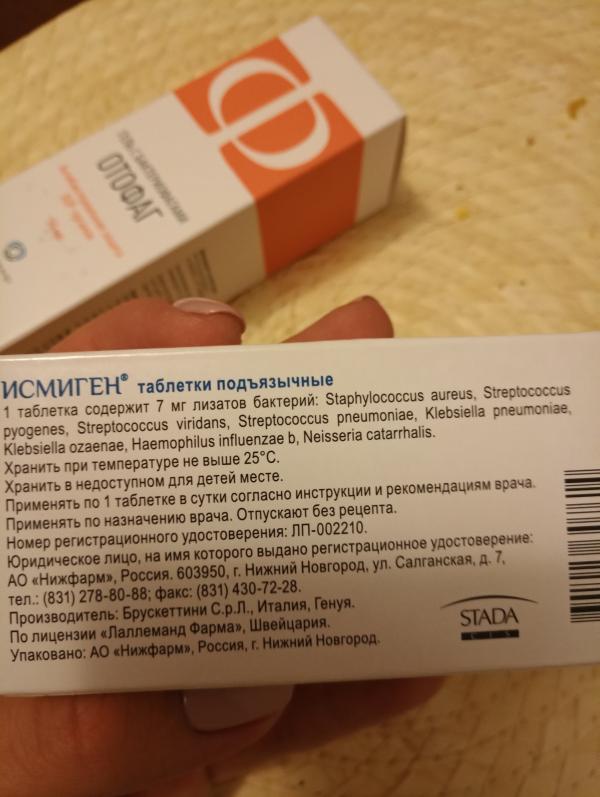 Ф
ГЕЛЬ С БАКТЕРИОФАГАМИ
ОТОФАГ
ИСМИГЕН® таблетки подъязычные
1 таблетка содержит 7 мг лизатов бактерий: Staphylococcus aureus, Streptococcus
pyogenes, Streptococcus viridans, Streptococcus pneumoniae, Klebsiella pneumoniae,
Klebsiella ozaenae, Haemophilus influenzae b, Neisseria catarrhalis.
Хранить при температуре не выше 25°C.
Хранить в недоступном для детей месте.
Применять по 1 таблетке в сутки согласно инструкции и рекомендациям врача.
Применять по назначению врача. Отпускают без рецепта.
Номер регистрационного удостоверения: ЛП-002210.
Юридическое лицо, на имя которого выдано регистрационное удостоверение:
АО «Нижфарм», Россия. 603950, г. Нижний Новгород, ул. Салганская, д. 7,
тел.: (831) 278-80-88; факс: (831) 430-72-28.
Производитель: Брускеттини С.р.Л., Италия, Генуя.
По лицензии «Лаллеманд Фарма», Швейцария.
Упаковано: АО «Нижфарм», Россия, г. Нижний Новгород.
STADA
CIS